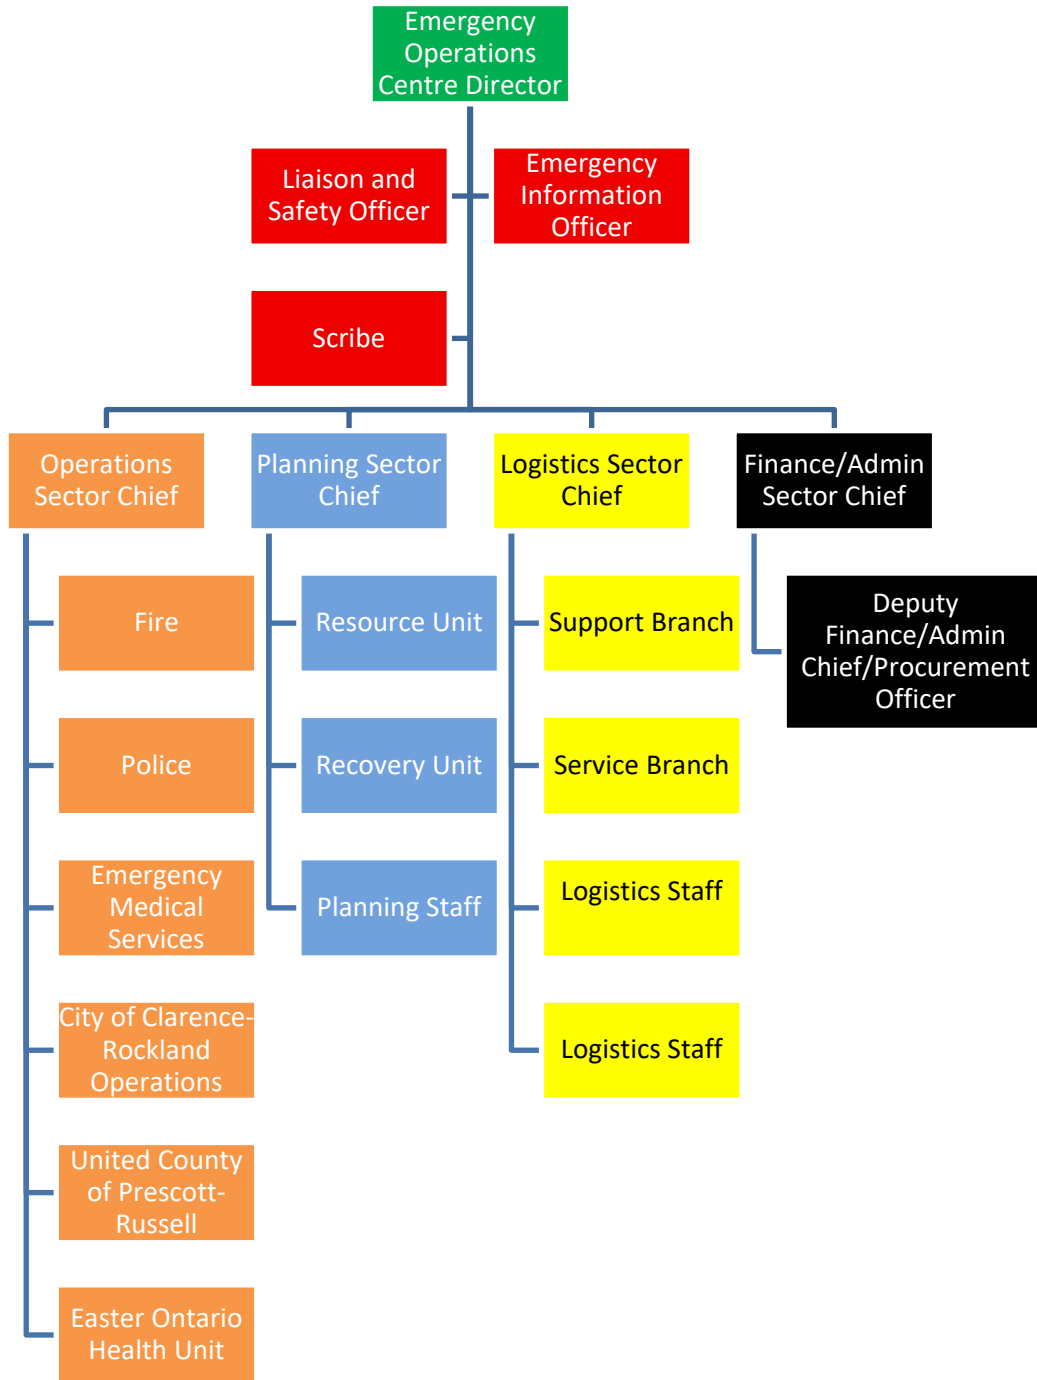 Emergency
Operations
Centre Director
Liaison and
Safety Officer
Emergency
Information
Officer
Scribe
Operations
Sector Chief
Planning Sector
Chief
Logistics Sector
Chief
Finance/Admin
Sector Chief
Fire
Resource Unit
Support Branch
Deputy
Finance/Admin
Chief/Procurement
Officer
Police
Recovery Unit
Service Branch
Emergency
Medical
Services
Planning Staff
Logistics Staff
City of Clarence-
Rockland
Operations
Logistics Staff
United County
of Prescott-
Russell
Easter Ontario
Health Unit